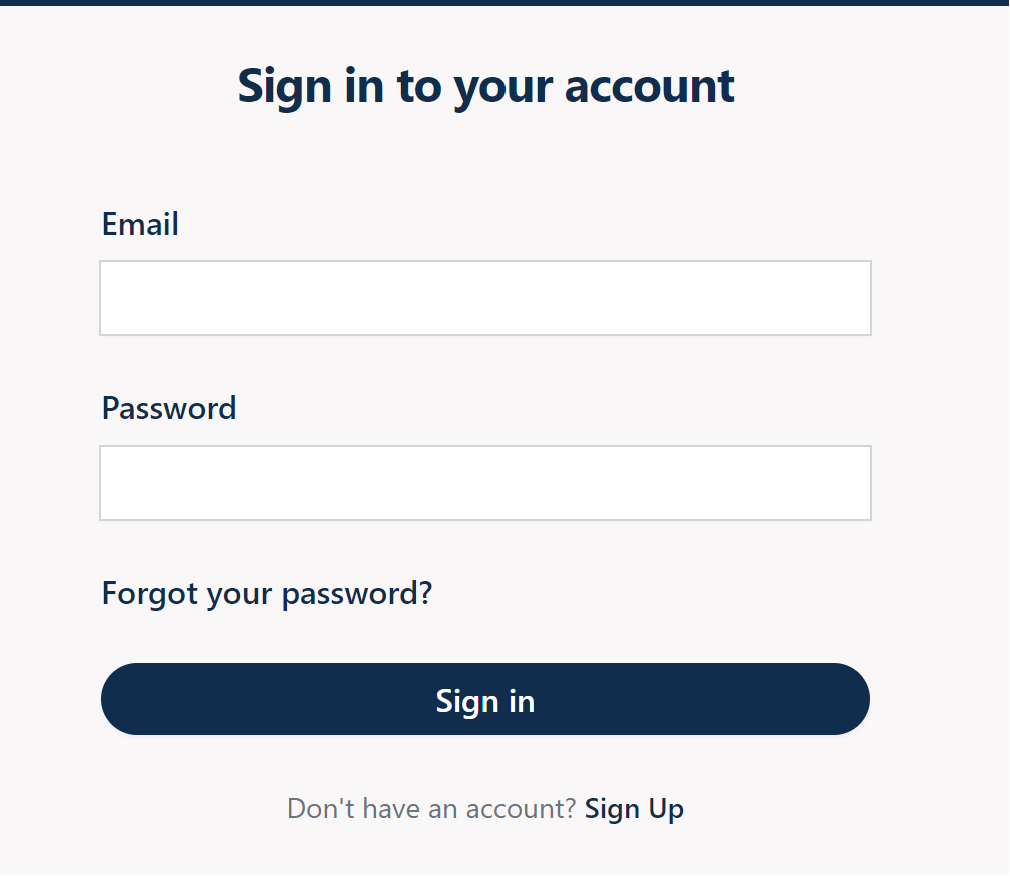 Sign in to your account
Email
Password
Forgot your password?
Sign in
Don't have an account? Sign Up